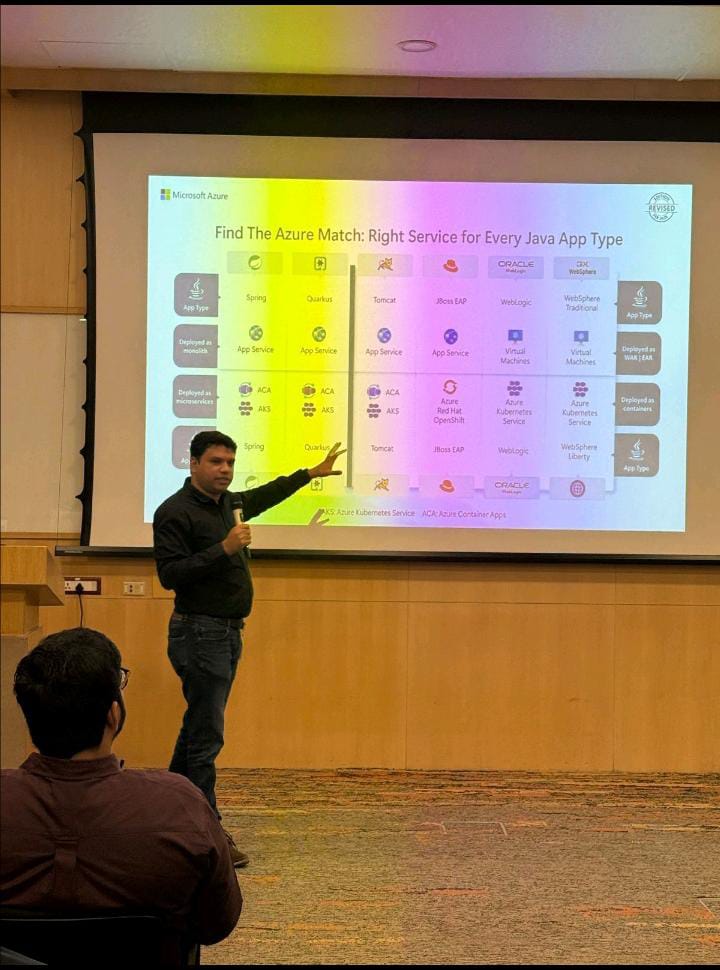 Microsoft Azure
REVISED
Find The Azure Match: Right Service for Every Java App Type
ORACLE
WebLogic
WebSphere
App Type
Spring
Quarkus
Tomcat
JBoss EAP
WebLogic
WebSphere
Traditional
App Type
Deployed as
monolith
App Service
App Service
App Service
App Service
Virtual
Machines
Virtual
Machines
Deployed as
WAR | EAR
Deployed as
microservices
ACA
AKS
ACA
AKS
ACA
AKS
Azure
Red Hat
OpenShift
Azure
Kubernetes
Service
Azure
Kubernetes
Service
Deployed as
containers
Spring
Quarkus
Tomcat
JBoss EAP
WebLogic
WebSphere
Liberty
App Type
ORACLE
WebLogic
AKS: Azure Kubernetes Service ACA: Azure Container Apps